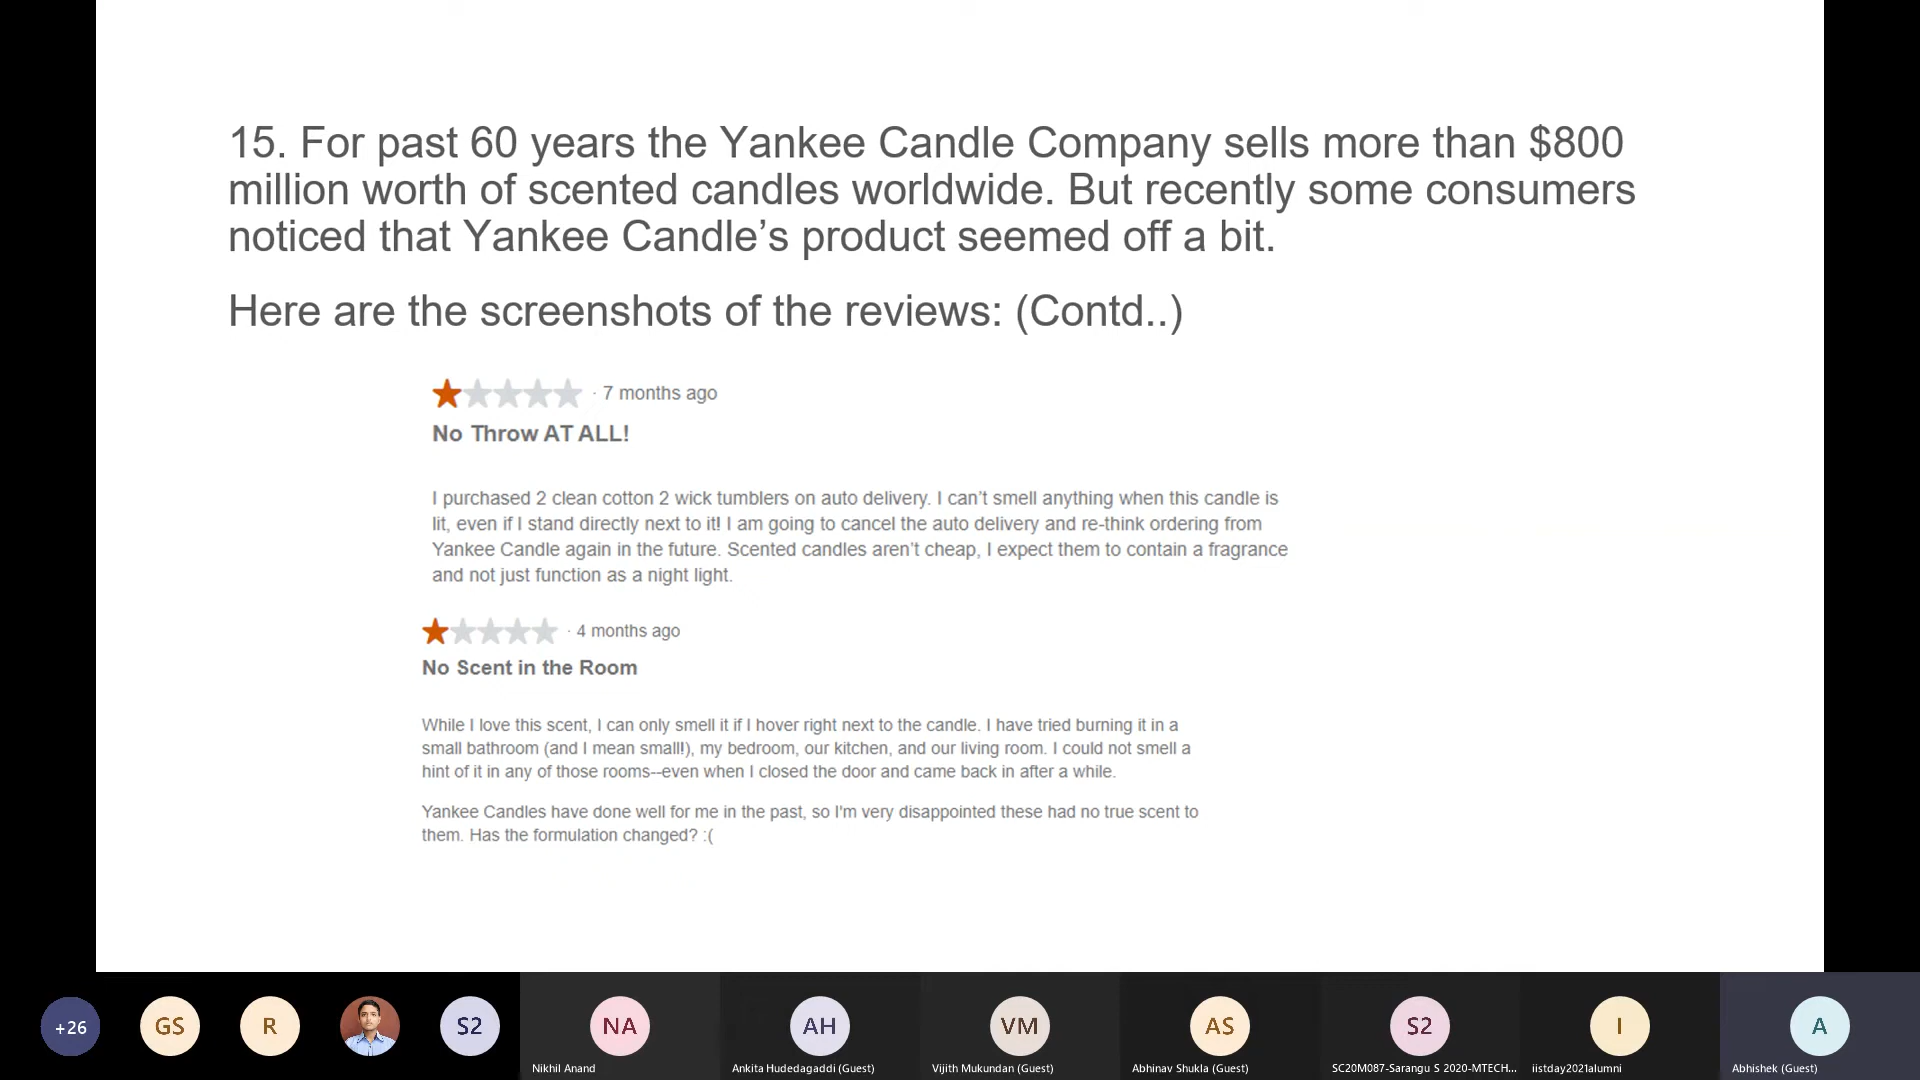 15. For past 60 years the Yankee Candle Company sells more than $800
million worth of scented candles worldwide. But recently some consumers
noticed that Yankee Candle’s product seemed off a bit.
Here are the screenshots of the reviews: (Contd..)
· 7 months ago
No Throw AT ALL!
I purchased 2 clean cotton 2 wick tumblers on auto delivery. I can’t smell anything when this candle is
lit, even if I stand directly next to it! I am going to cancel the auto delivery and re-think ordering from
Yankee Candle again in the future. Scented candles aren’t cheap, I expect them to contain a fragrance
and not just function as a night light.
· 4 months ago
No Scent in the Room
While I love this scent, I can only smell it if I hover right next to the candle. I have tried burning it in a
small bathroom (and I mean small!), my bedroom, our kitchen, and our living room. I could not smell a
hint of it in any of those rooms--even when I closed the door and came back in after a while.
Yankee Candles have done well for me in the past, so I'm very disappointed these had no true scent to
them. Has the formulation changed? :(
+26 GS R S2 NA AH VM AS S2 I A
Nikhil Anand Ankita Hudedagaddi (Guest) Vijith Mukundan (Guest) Abhinav Shukla (Guest) SC20M087-Sarangu S 2020-MTECH... iistday2021alumni Abhishek (Guest)